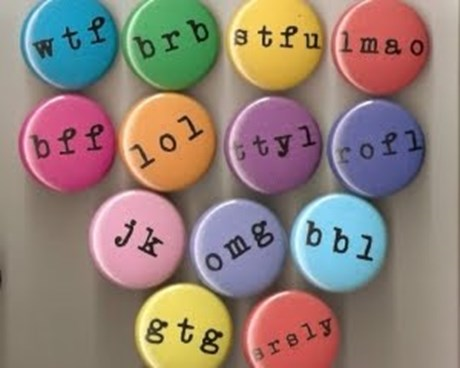 wtf brb stfu lmao
bff lol ttyl rofl
jk omg bbl
gtg srsly